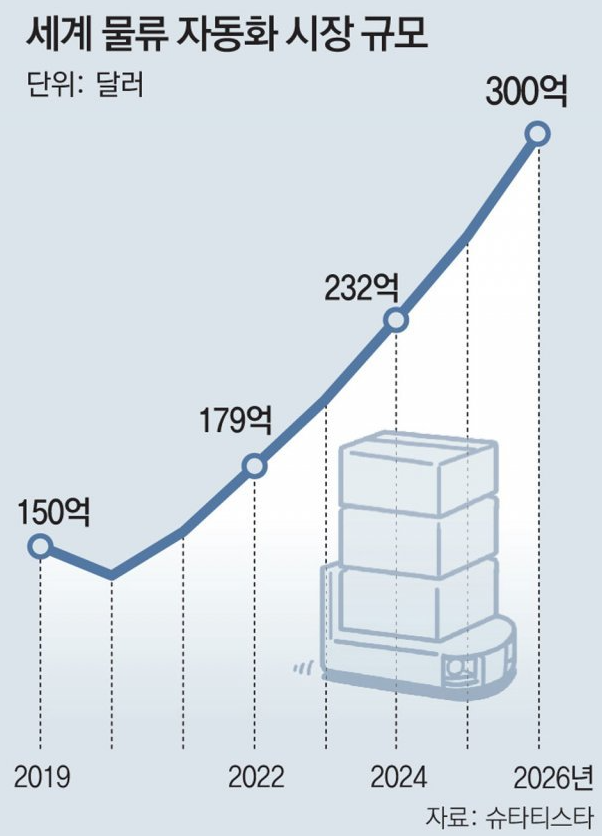 세계 물류 자동화 시장 규모
단위: 달러
300억
232억
179억
150억
2019 2022 2024 2026년
자료: 슈타티스타